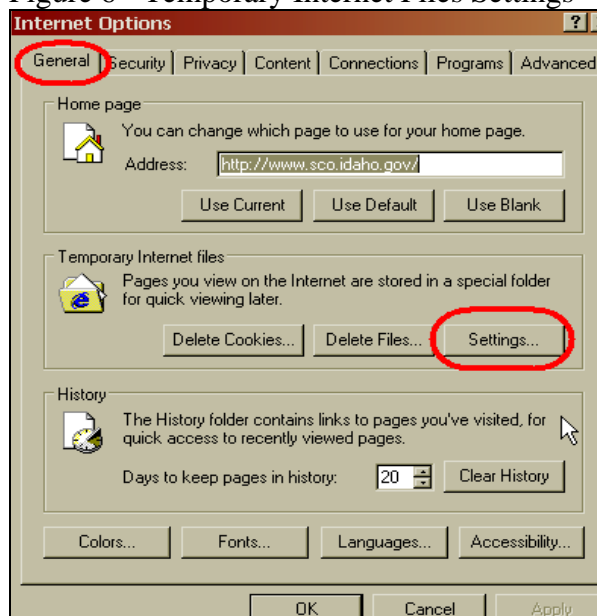 Figure 6 - Temporary Internet Files Settings
Internet Options
General Security Privacy Content Connections Programs Advanced
Home page
You can change which page to use for your home page.
Address: http://www.sco.idaho.gov/
Use Current Use Default Use Blank
Temporary Internet files
Pages you view on the Internet are stored in a special folder
for quick viewing later.
Delete Cookies... Delete Files... Settings...
History
The History folder contains links to pages you've visited, for
quick access to recently viewed pages.
Days to keep pages in history: 20 Clear History
Colors... Fonts... Languages... Accessibility...
OK Cancel Apply